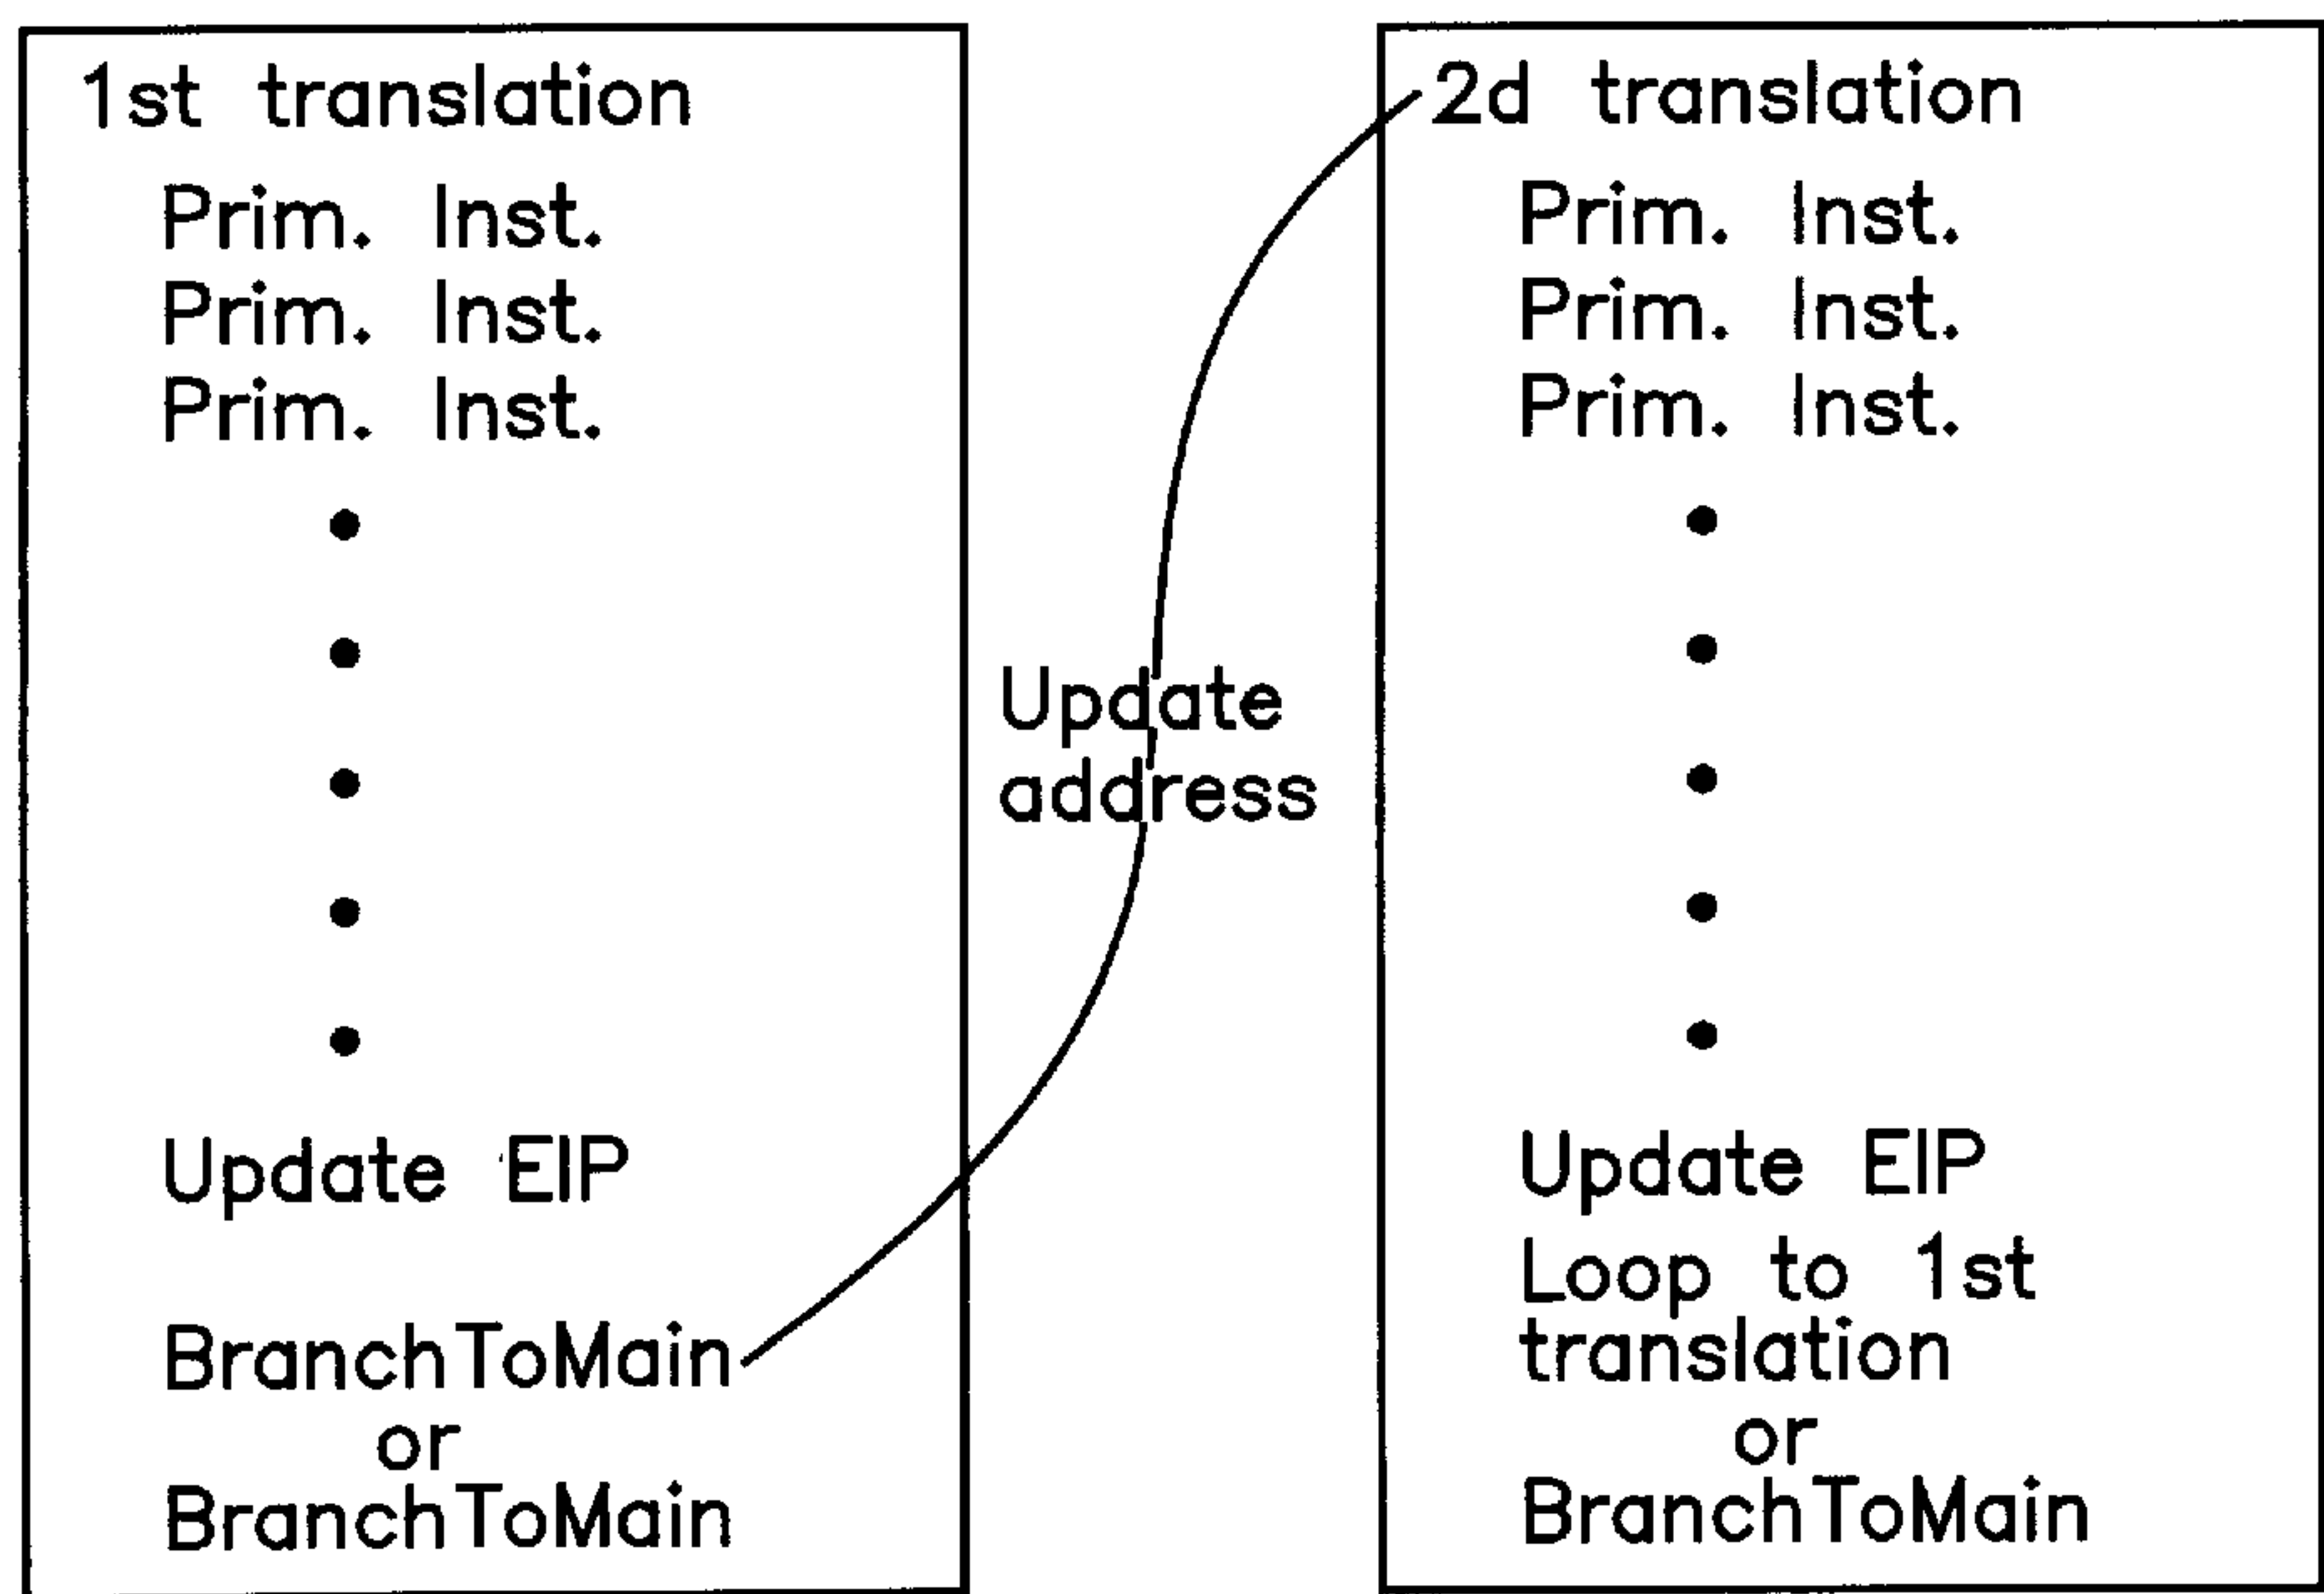 1st translation
Prim. Inst.
Prim. Inst.
Prim. Inst.
Update EIP
BranchToMain
or
BranchToMain
Update
address
2d translation
Prim. Inst.
Prim. Inst.
Prim. Inst.
Update EIP
Loop to 1st
translation
or
BranchToMain